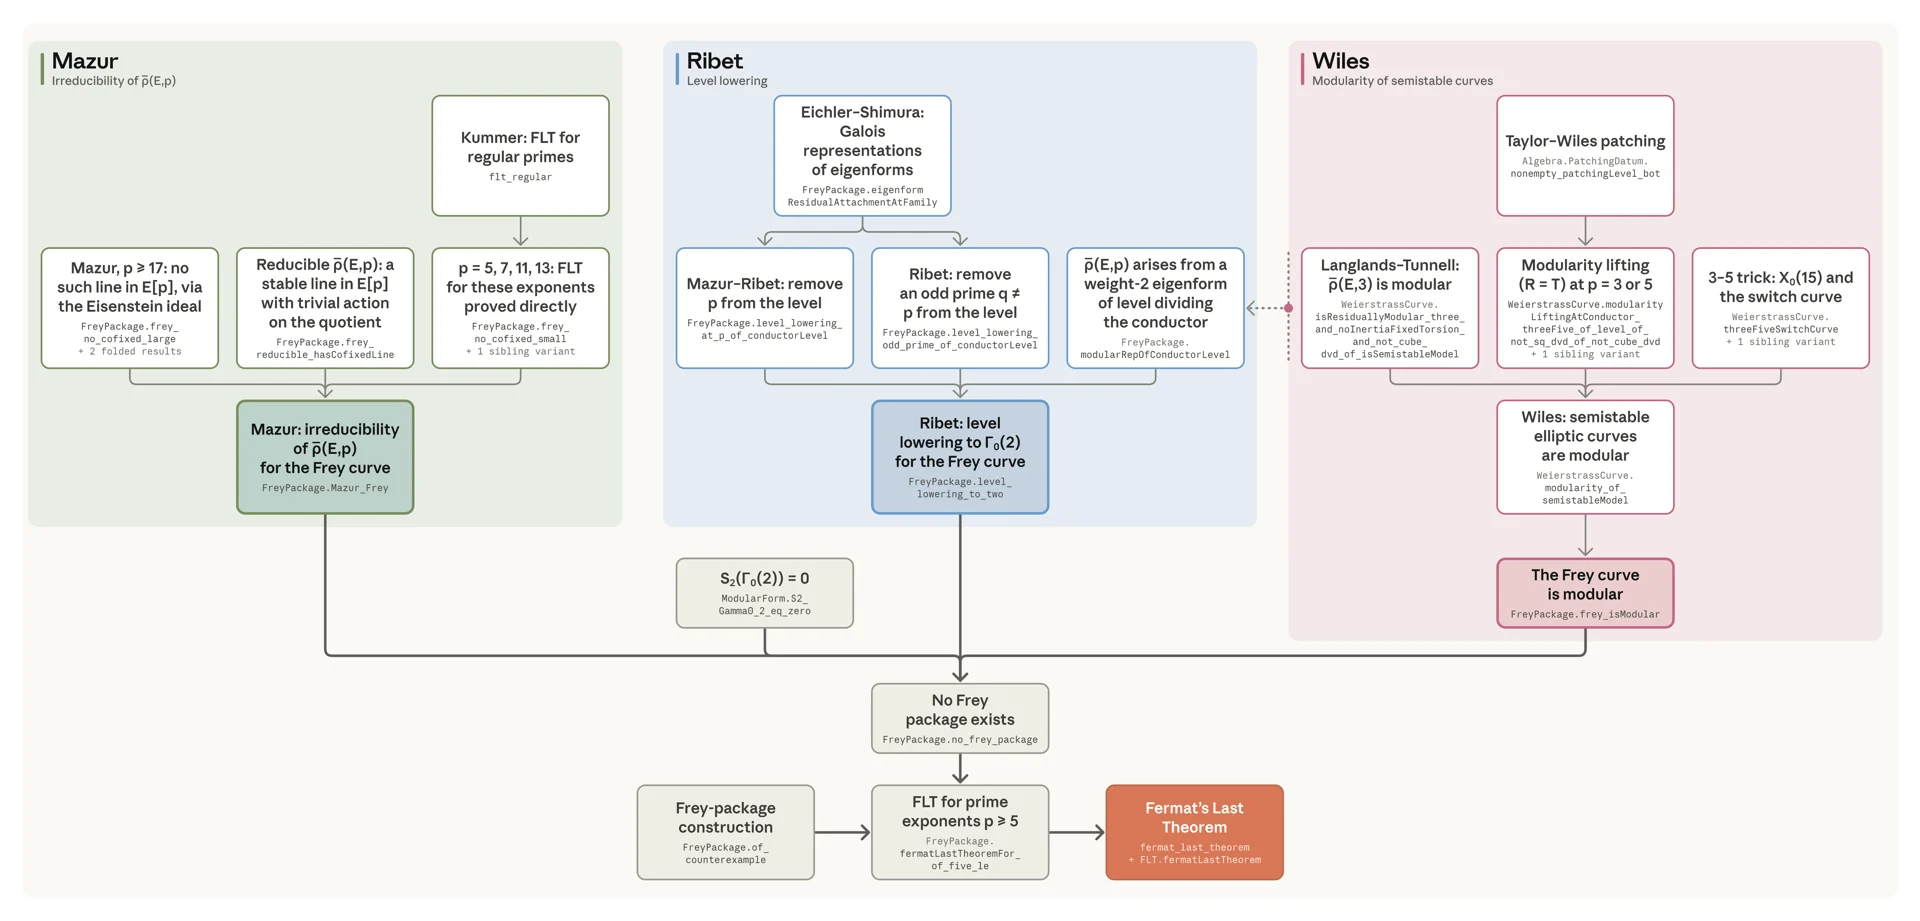 Mazur
Irreducibility of ρ̄(E,p)
Kummer: FLT for
regular primes
flt_regular
Mazur, p ≥ 17: no
such line in E[p], via
the Eisenstein ideal
FreyPackage.frey_
no_cofixed_large
+ 2 folded results
Reducible ρ̄(E,p): a
stable line in E[p]
with trivial action
on the quotient
FreyPackage.frey_
reducible_hasCofixedLine
p = 5, 7, 11, 13: FLT
for these exponents
proved directly
FreyPackage.frey_
no_cofixed_small
+ 1 sibling variant
Mazur: irreducibility
of ρ̄(E,p)
for the Frey curve
FreyPackage.Mazur_Frey
Ribet
Level lowering
Eichler–Shimura:
Galois
representations
of eigenforms
FreyPackage.eigenform
ResidualAttachmentAtFamily
Mazur–Ribet: remove
p from the level
FreyPackage.level_lowering_
at_p_of_conductorLevel
Ribet: remove
an odd prime q ≠
p from the level
FreyPackage.level_lowering_
odd_prime_of_conductorLevel
ρ̄(E,p) arises from a
weight-2 eigenform
of level dividing
the conductor
FreyPackage.
modularRepOfConductorLevel
Ribet: level
lowering to Γ₀(2)
for the Frey curve
FreyPackage.level_
lowering_to_two
Wiles
Modularity of semistable curves
Taylor–Wiles patching
Algebra.PatchingDatum.
nonempty_patchingLevel_bot
Langlands–Tunnell:
ρ̄(E,3) is modular
WeierstrassCurve.
isResiduallyModular_three_
and_noInertiaFixedTorsion_
and_not_cube_
dvd_of_isSemistableModel
Modularity lifting
(R = T) at p = 3 or 5
WeierstrassCurve.modularity
LiftingAtConductor_
threeFive_of_level_of_
not_sq_dvd_of_not_cube_dvd
+ 1 sibling variant
3–5 trick: X₀(15) and
the switch curve
WeierstrassCurve.
threeFiveSwitchCurve
+ 1 sibling variant
Wiles: semistable
elliptic curves
are modular
WeierstrassCurve.
modularity_of_
semistableModel
The Frey curve
is modular
FreyPackage.frey_isModular
S₂(Γ₀(2)) = 0
ModularForm.S2_
Gamma0_2_eq_zero
No Frey
package exists
FreyPackage.no_frey_package
Frey-package
construction
FreyPackage.of_
counterexample
FLT for prime
exponents p ≥ 5
FreyPackage.
fermatLastTheoremFor_
of_five_le
Fermat's Last
Theorem
fermat_last_theorem
+ FLT.fermatLastTheorem